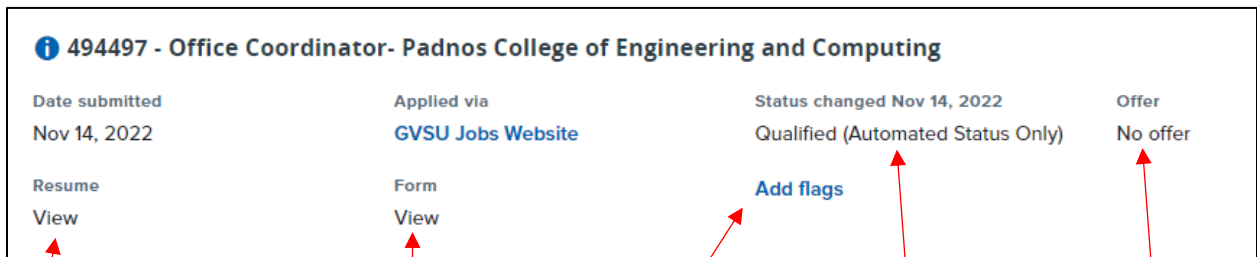 494497 - Office Coordinator- Padnos College of Engineering and Computing
Date submitted Applied via Status changed Nov 14, 2022 Offer
Nov 14, 2022 GVSU Jobs Website Qualified (Automated Status Only) No offer
Resume Form Add flags
View View